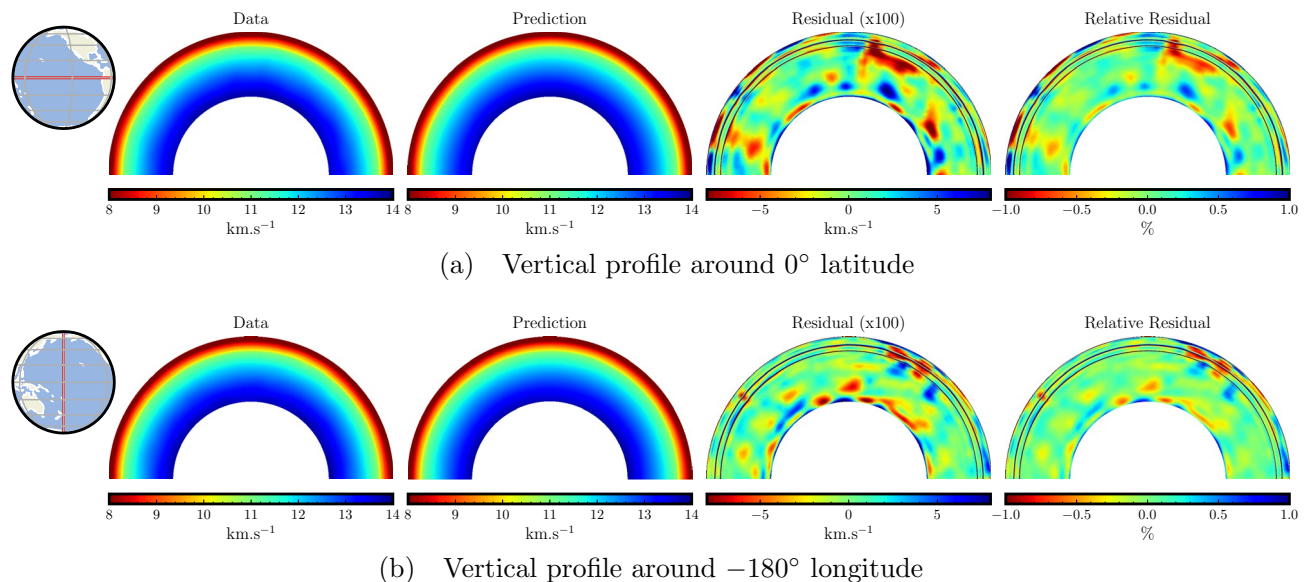 Data Prediction Residual (x100) Relative Residual
8 9 10 11 12 13 14 8 9 10 11 12 13 14 −5 0 5 −1.0 −0.5 0.0 0.5 1.0
km.s⁻¹ km.s⁻¹ km.s⁻¹ %
(a) Vertical profile around 0° latitude
Data Prediction Residual (x100) Relative Residual
8 9 10 11 12 13 14 8 9 10 11 12 13 14 −5 0 5 −1.0 −0.5 0.0 0.5 1.0
km.s⁻¹ km.s⁻¹ km.s⁻¹ %
(b) Vertical profile around −180° longitude